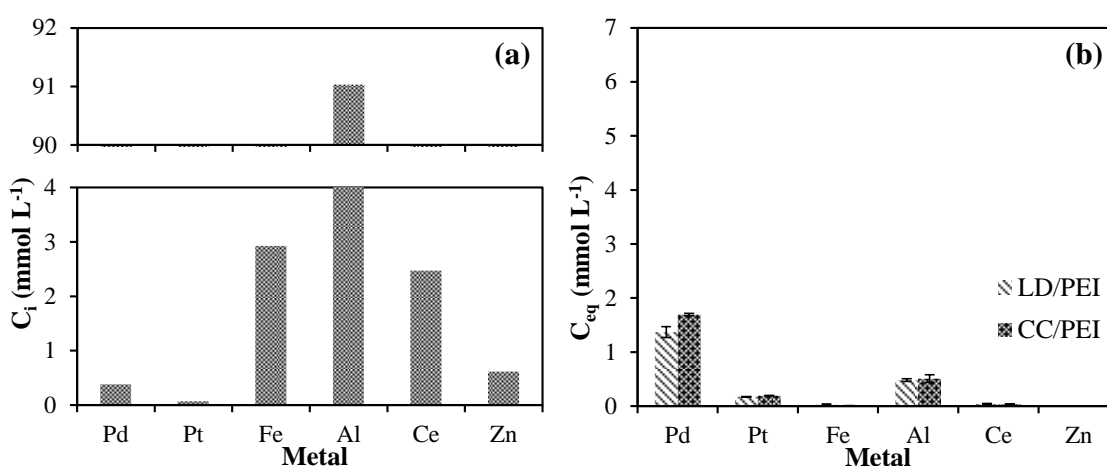 (a)
92
91
90
4
3
2
1
0
C_i (mmol L^-1)
Pd Pt Fe Al Ce Zn
Metal
(b)
7
6
5
4
3
2
1
0
C_eq (mmol L^-1)
LD/PEI
CC/PEI
Pd Pt Fe Al Ce Zn
Metal